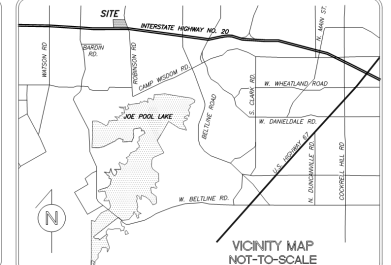 SITE
INTERSTATE HIGHWAY NO. 20
N. MAIN ST.
WATSON RD
BARDIN
RD.
ROBINSON RD
CAMP WISDOM RD.
W. WHEATLAND ROAD
S. CLARK RD.
BELTLINE ROAD
JOE POOL LAKE
W. DANIELDALE RD.
U.S. HIGHWAY 67
N. DUNCANVILLE RD.
COCKRELL HILL RD
W. BELTLINE RD.
N
VICINITY MAP
NOT-TO-SCALE